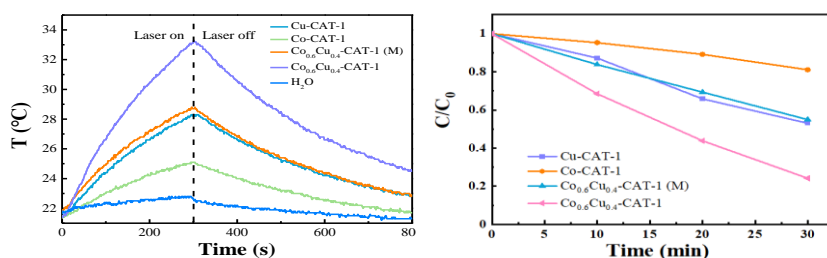 34
32
30
28
26
24
22
T (℃)
Laser on
Laser off
Cu-CAT-1
Co-CAT-1
Co₀.₆Cu₀.₄-CAT-1 (M)
Co₀.₆Cu₀.₄-CAT-1
H₂O
0 200 400 600 80
Time (s)
1
0.8
0.6
0.4
0.2
0
C/C₀
Cu-CAT-1
Co-CAT-1
Co₀.₆Cu₀.₄-CAT-1 (M)
Co₀.₆Cu₀.₄-CAT-1
0 10 20 30
Time (min)